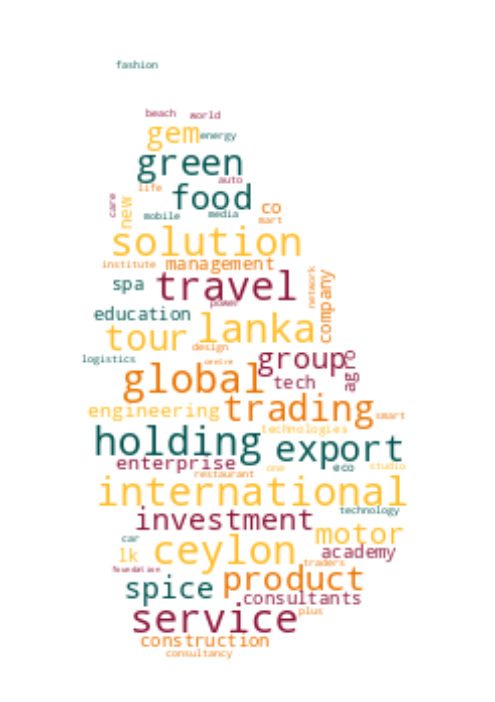 fashion
beach world
gem energy
green
auto
life
food
care new co
mobile media mart
solution
institute management
network
spa travel company
power
education
lanka
tour
design
logistics group
centre agro
global tech
trading
engineering smart
technologies
holding export
enterprise one eco studio
restaurant
international
technology
investment
motor
car ceylon
lk academy
traders
foundation product
spice
consultants
service plus
construction
consultancy